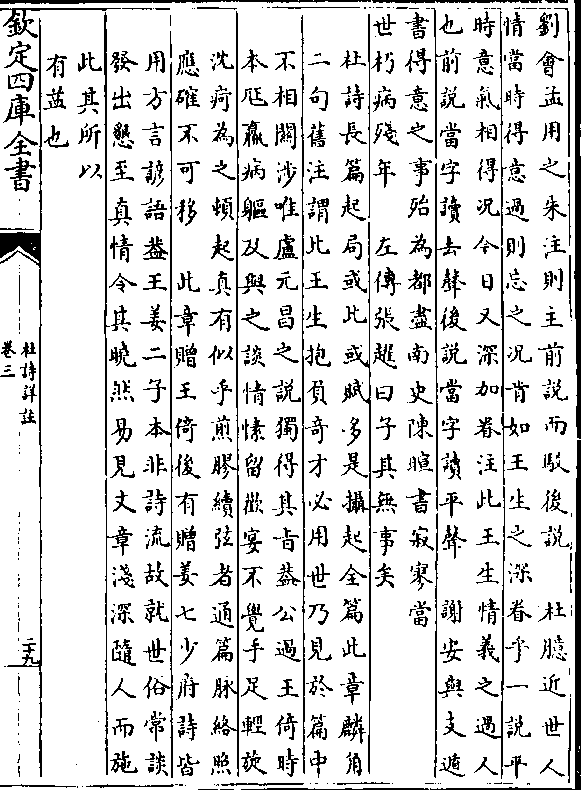 劉會孟用之朱注則主前說而駁後說　杜臆近世人
情當時得意過則忘之況肯如王生之深眷乎一說平
時意氣相得況今日又深加眷注此王生情義之過人
也前說當字讀去聲後說當字讀平聲　謝安與支遁
書得意之事殆為都盡南史陳暄書寂寥當
世朽病殘年　左傳張趯曰子其無事矣
杜詩長篇起局或比或賦多是攝起全篇此章麟角
二句舊注謂比王生抱負奇才必用世乃見於篇中
不相關涉唯盧元昌之說獨得其旨葢公過王倚時
本尫羸病軀及與之談情愫留歡宴不覺手足輕旋
沈疴為之頓起真有似乎煎膠續弦者通篇脉絡照
應確不可移　此章贈王倚後有贈姜七少府詩皆
用方言諺語葢王姜二子本非詩流故就世俗常談
發出懇至真情令其曉然易見文章淺深隨人而施
此其所以
有葢也
欽定四庫全書
杜詩詳註
卷三
二十九